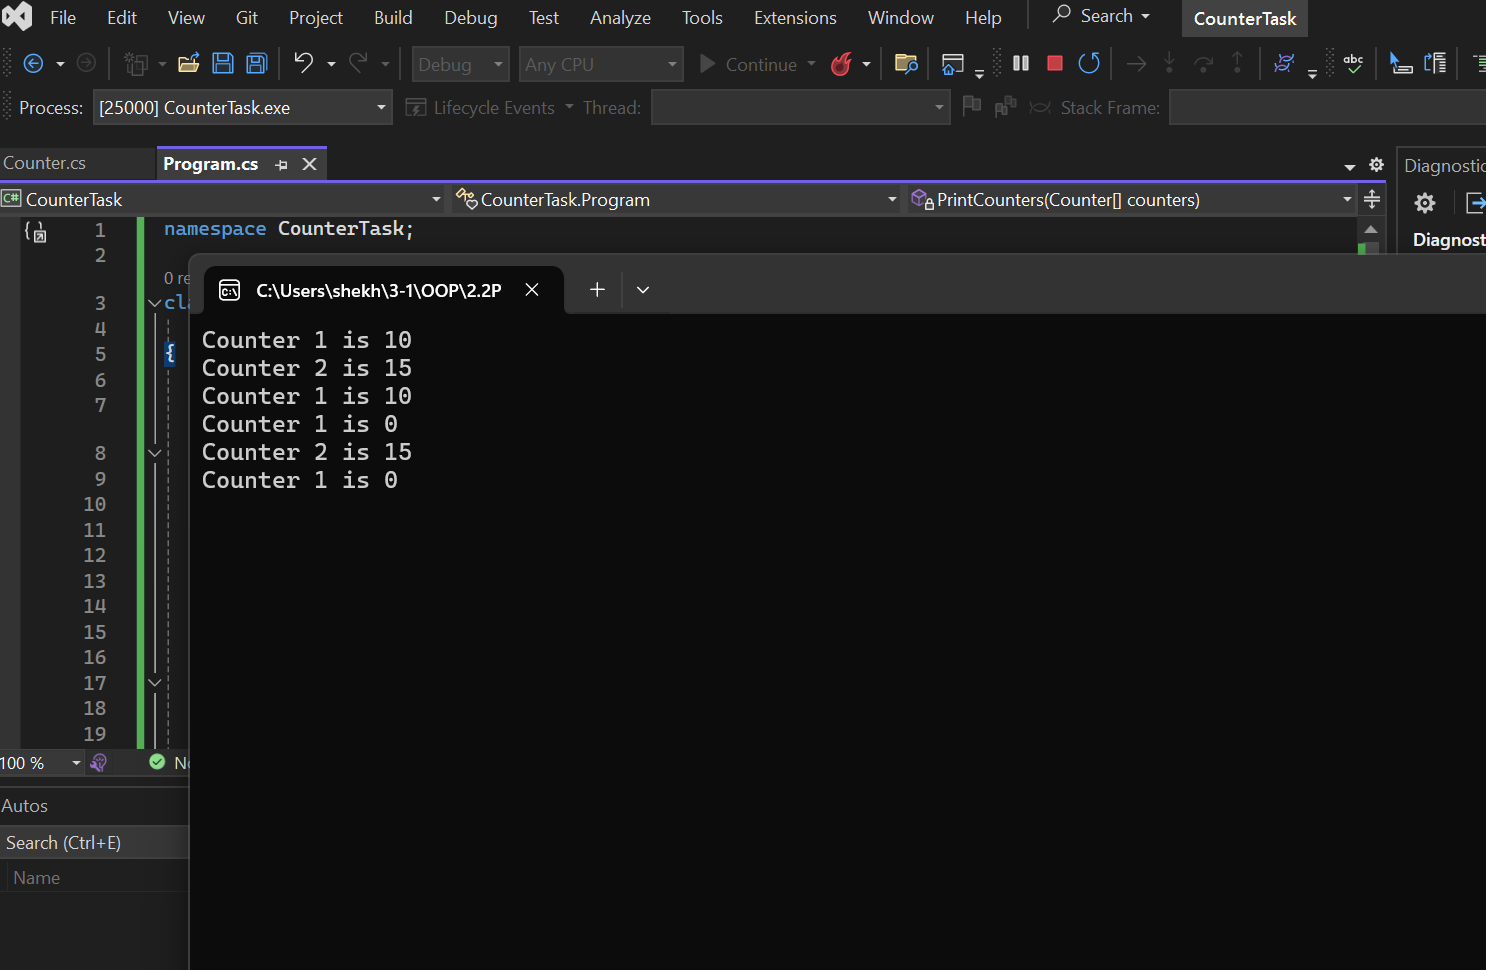 File Edit View Git Project Build Debug Test Analyze Tools Extensions Window Help Search CounterTask
Debug Any CPU Continue abc
Process: [25000] CounterTask.exe Lifecycle Events Thread: Stack Frame:
Counter.cs Program.cs Diagnostic
C# CounterTask CounterTask.Program PrintCounters(Counter[] counters)
1 namespace CounterTask;
Diagnost
2
0 re
C:\Users\shekh\3-1\OOP\2.2P
3 cla
4
5 {
6
7
8
9
10
11
12
13
14
15
16
17
18
19
Counter 1 is 10
Counter 2 is 15
Counter 1 is 10
Counter 1 is 0
Counter 2 is 15
Counter 1 is 0
100 % No
Autos
Search (Ctrl+E)
Name